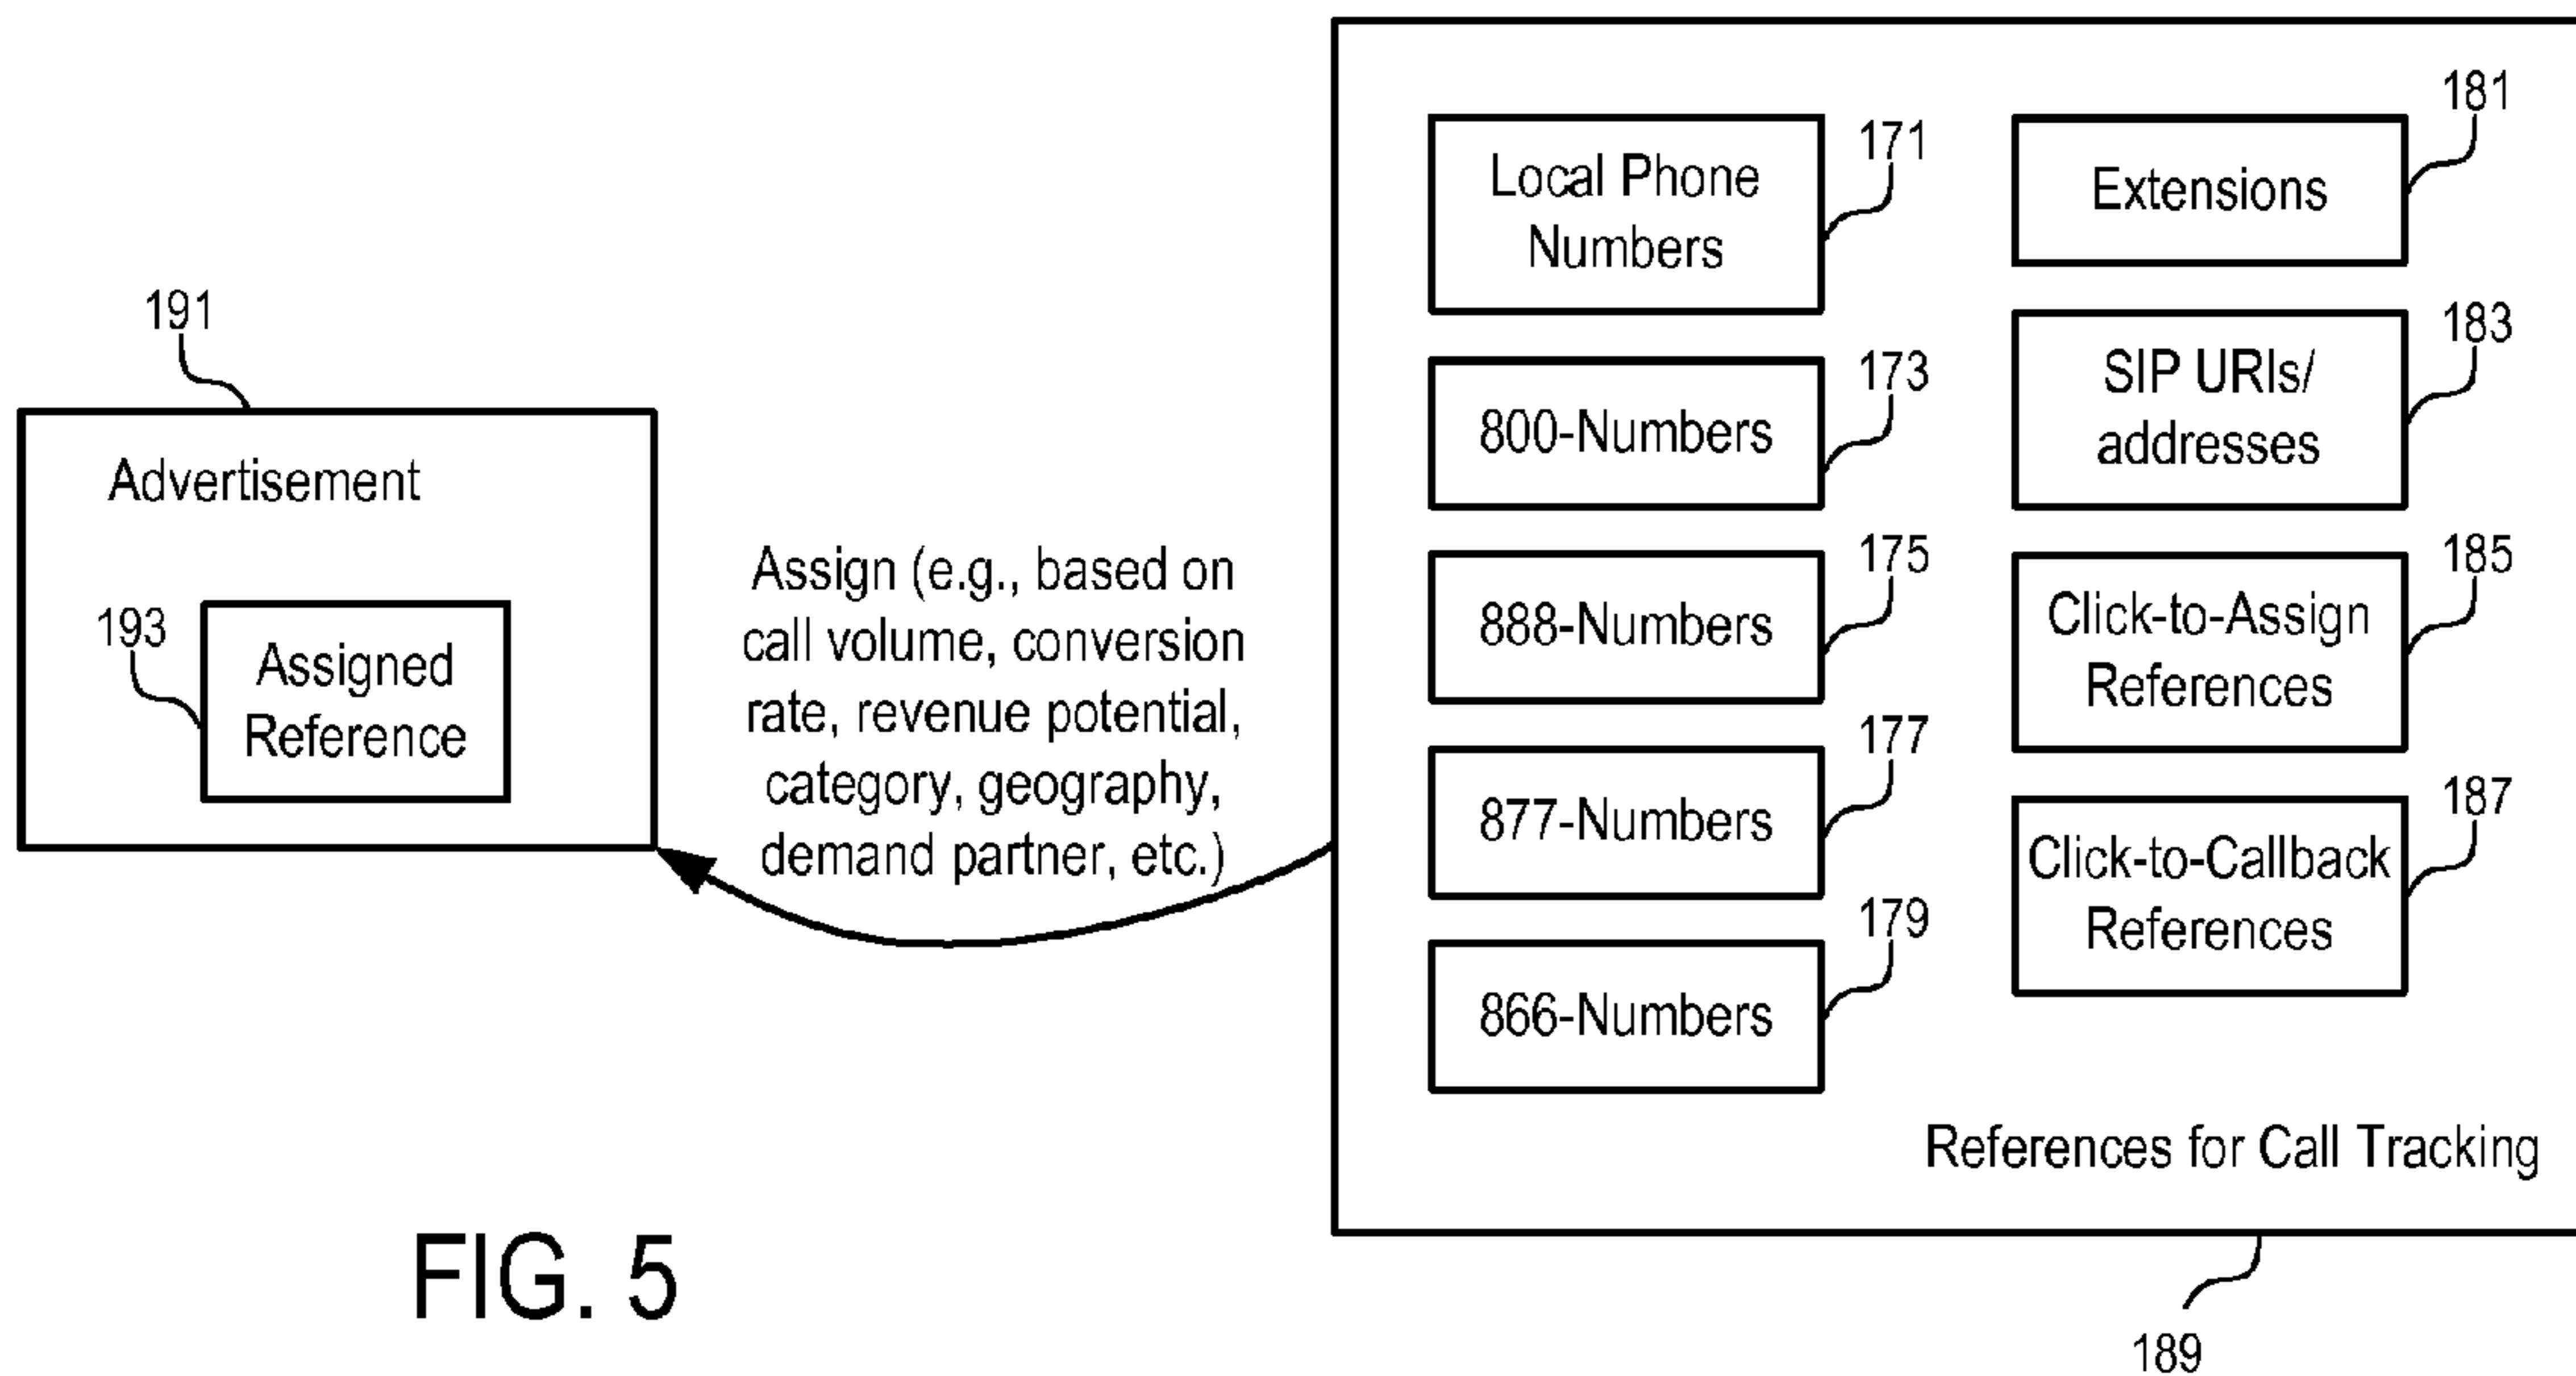 191
Advertisement
193
Assigned
Reference
Assign (e.g., based on
call volume, conversion
rate, revenue potential,
category, geography,
demand partner, etc.)
Local Phone
Numbers
171
800-Numbers
173
888-Numbers
175
877-Numbers
177
866-Numbers
179
Extensions
181
SIP URIs/
addresses
183
Click-to-Assign
References
185
Click-to-Callback
References
187
References for Call Tracking
189
FIG. 5